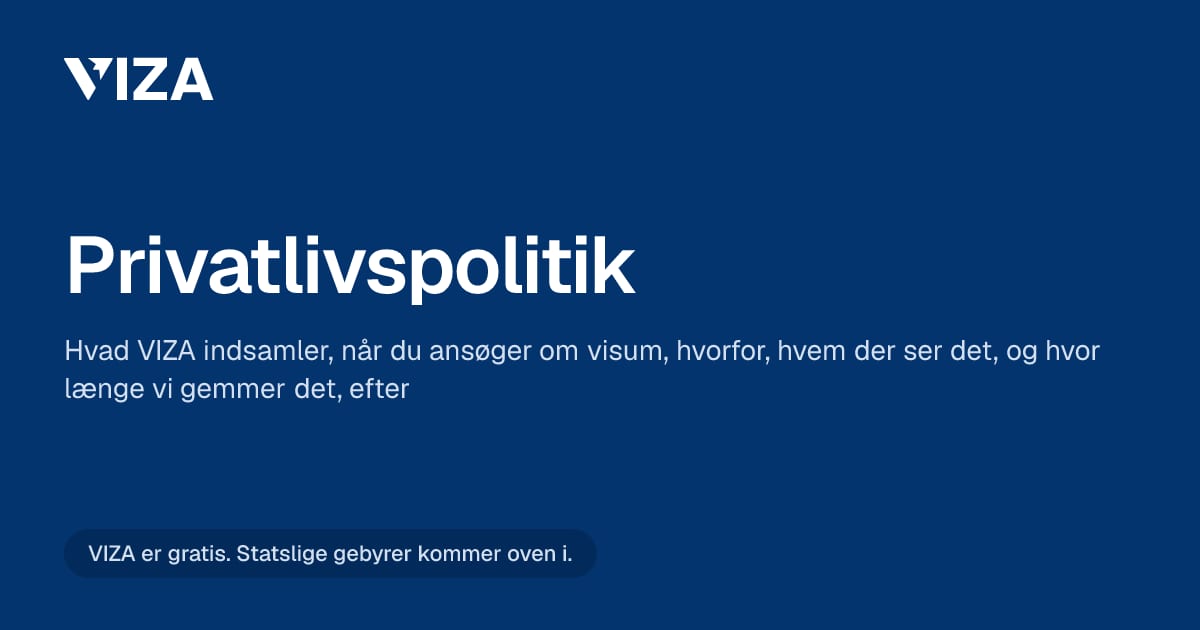 VIZA
Privatlivspolitik
Hvad VIZA indsamler, når du ansøger om visum, hvorfor, hvem der ser det, og hvor
længe vi gemmer det, efter
VIZA er gratis. Statslige gebyrer kommer oven i.